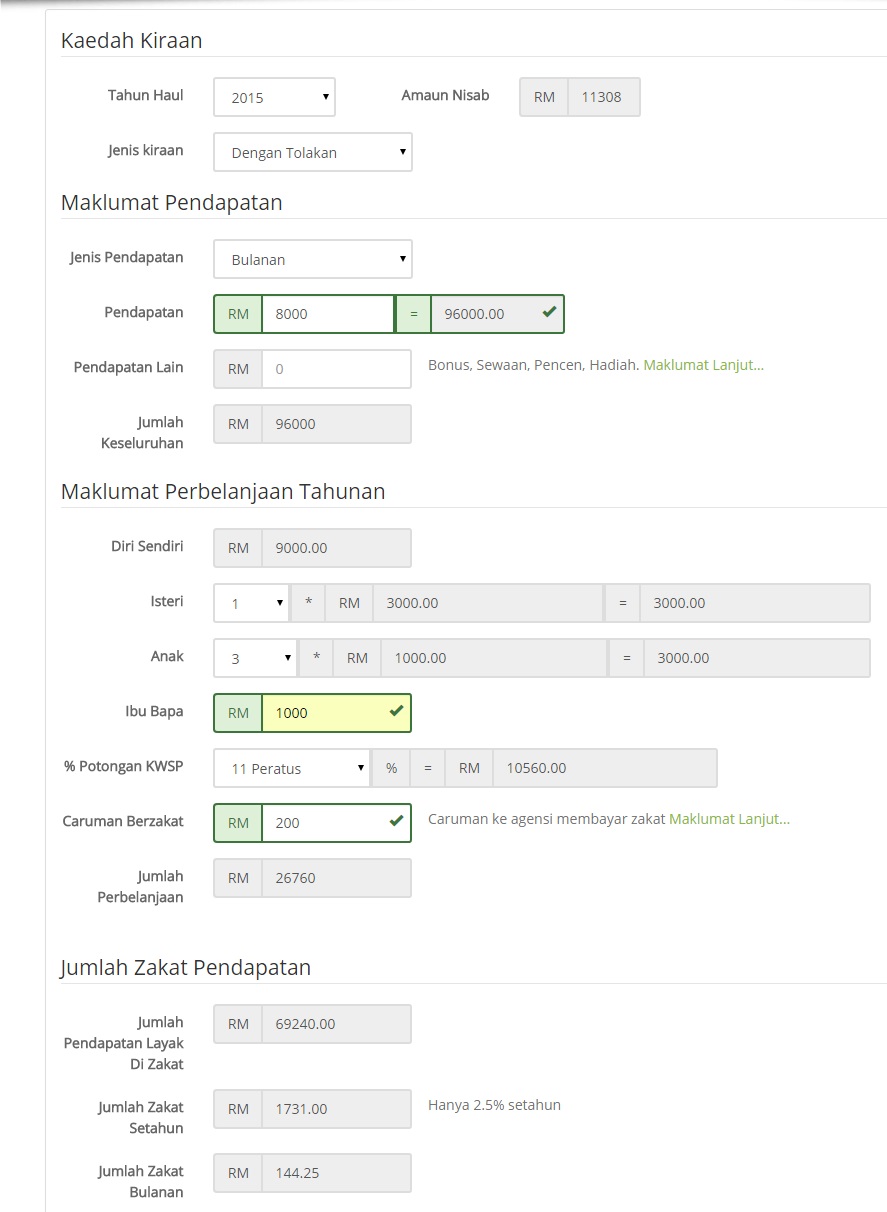 Kaedah Kiraan
Tahun Haul 2015 Amaun Nisab RM 11308
Jenis kiraan Dengan Tolakan
Maklumat Pendapatan
Jenis Pendapatan Bulanan
Pendapatan RM 8000 = 96000.00
Pendapatan Lain RM 0 Bonus, Sewaan, Pencen, Hadiah. Maklumat Lanjut...
Jumlah
Keseluruhan RM 96000
Maklumat Perbelanjaan Tahunan
Diri Sendiri RM 9000.00
Isteri 1 * RM 3000.00 = 3000.00
Anak 3 * RM 1000.00 = 3000.00
Ibu Bapa RM 1000
% Potongan KWSP 11 Peratus % = RM 10560.00
Caruman Berzakat RM 200 Caruman ke agensi membayar zakat Maklumat Lanjut...
Jumlah
Perbelanjaan RM 26760
Jumlah Zakat Pendapatan
Jumlah
Pendapatan Layak
Di Zakat RM 69240.00
Jumlah Zakat
Setahun RM 1731.00 Hanya 2.5% setahun
Jumlah Zakat
Bulanan RM 144.25